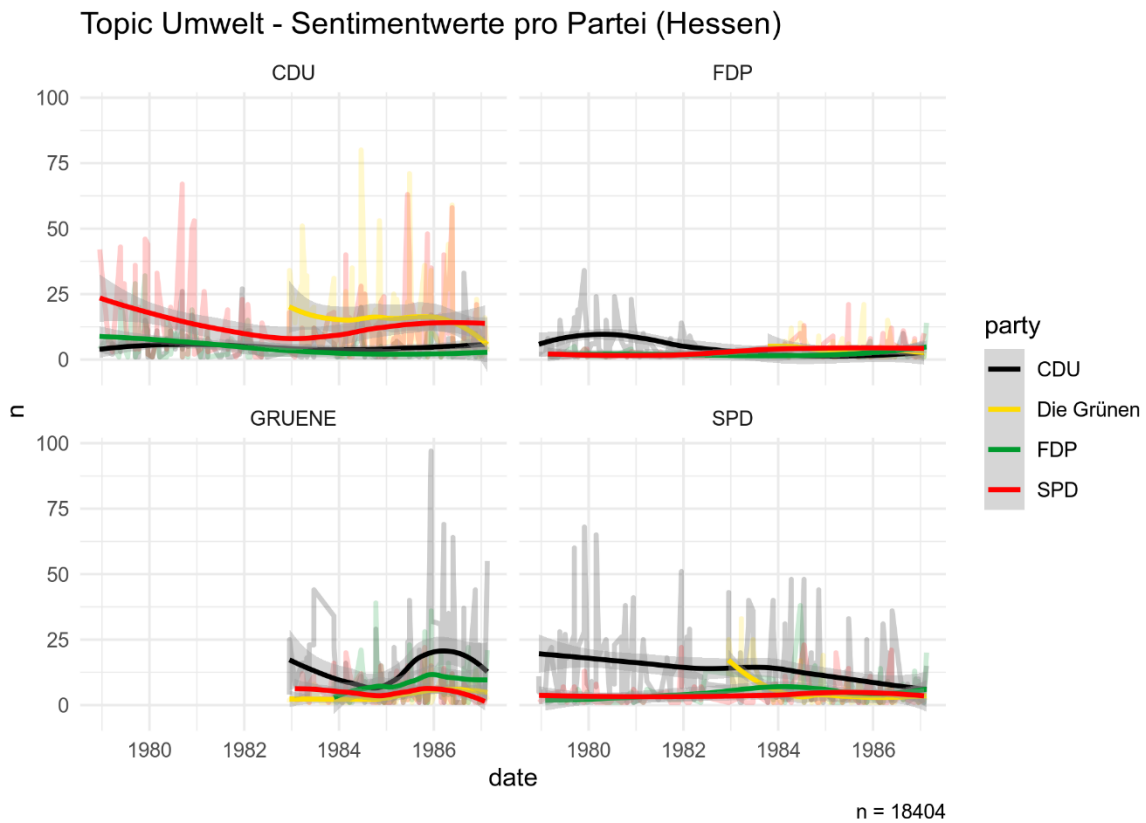 Topic Umwelt - Sentimentwerte pro Partei (Hessen)
CDU
FDP
100
75
50
25
0
n
GRUENE
SPD
100
75
50
25
0
1980
1982
1984
1986
1980
1982
1984
1986
date
party
CDU
Die Grünen
FDP
SPD
n = 18404